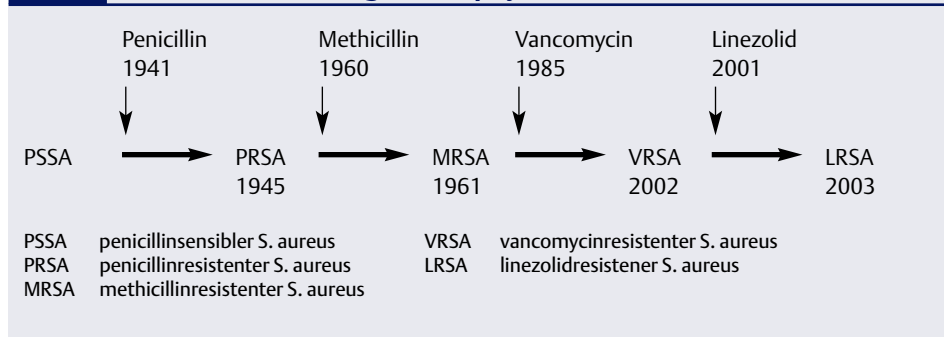 Penicillin Methicillin Vancomycin Linezolid
1941 1960 1985 2001
PSSA PRSA MRSA VRSA LRSA
1945 1961 2002 2003
PSSA penicillinsensibler S. aureus VRSA vancomycinresistenter S. aureus
PRSA penicillinresistenter S. aureus LRSA linezolidresistener S. aureus
MRSA methicillinresistenter S. aureus